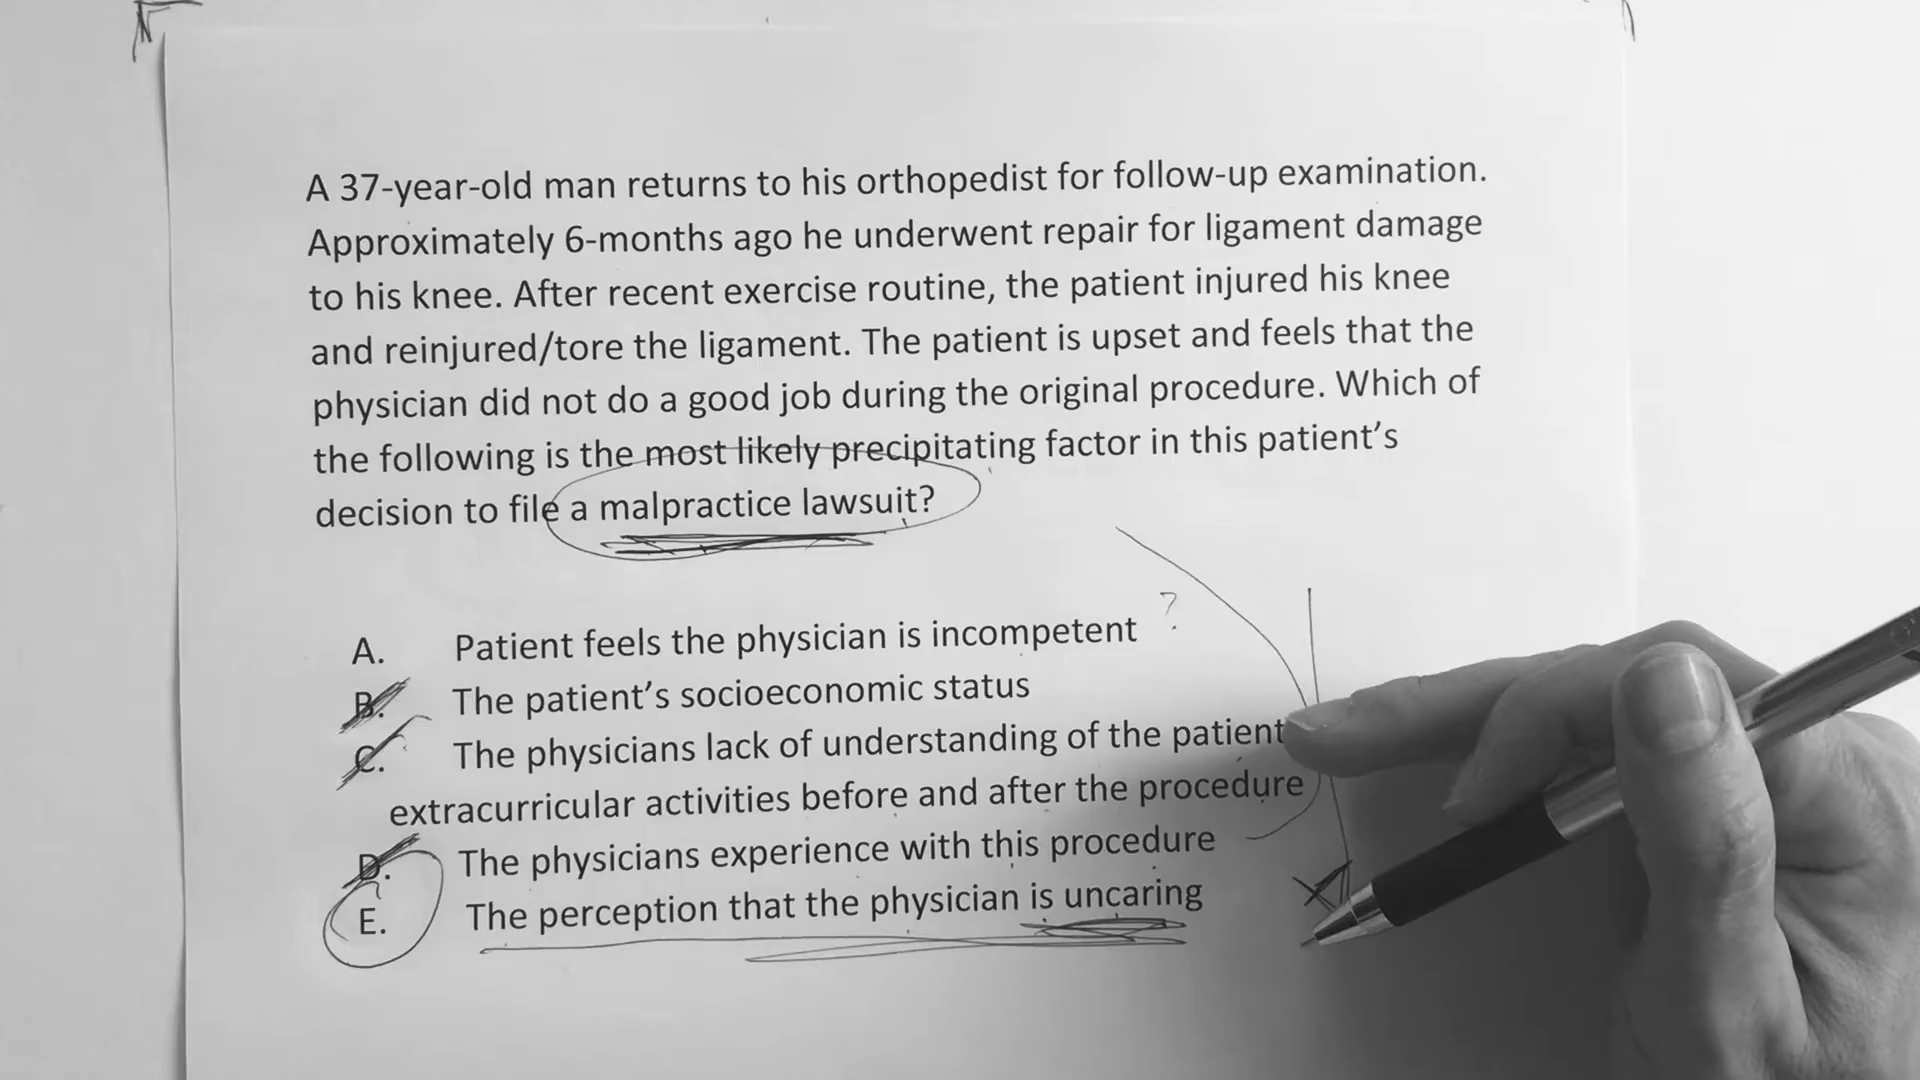 A 37-year-old man returns to his orthopedist for follow-up examination.
Approximately 6-months ago he underwent repair for ligament damage
to his knee. After recent exercise routine, the patient injured his knee
and reinjured/tore the ligament. The patient is upset and feels that the
physician did not do a good job during the original procedure. Which of
the following is the most likely precipitating factor in this patient's
decision to file a malpractice lawsuit?
A. Patient feels the physician is incompetent ?
B. The patient's socioeconomic status
C. The physicians lack of understanding of the patient
extracurricular activities before and after the procedure
D. The physicians experience with this procedure
E. The perception that the physician is uncaring